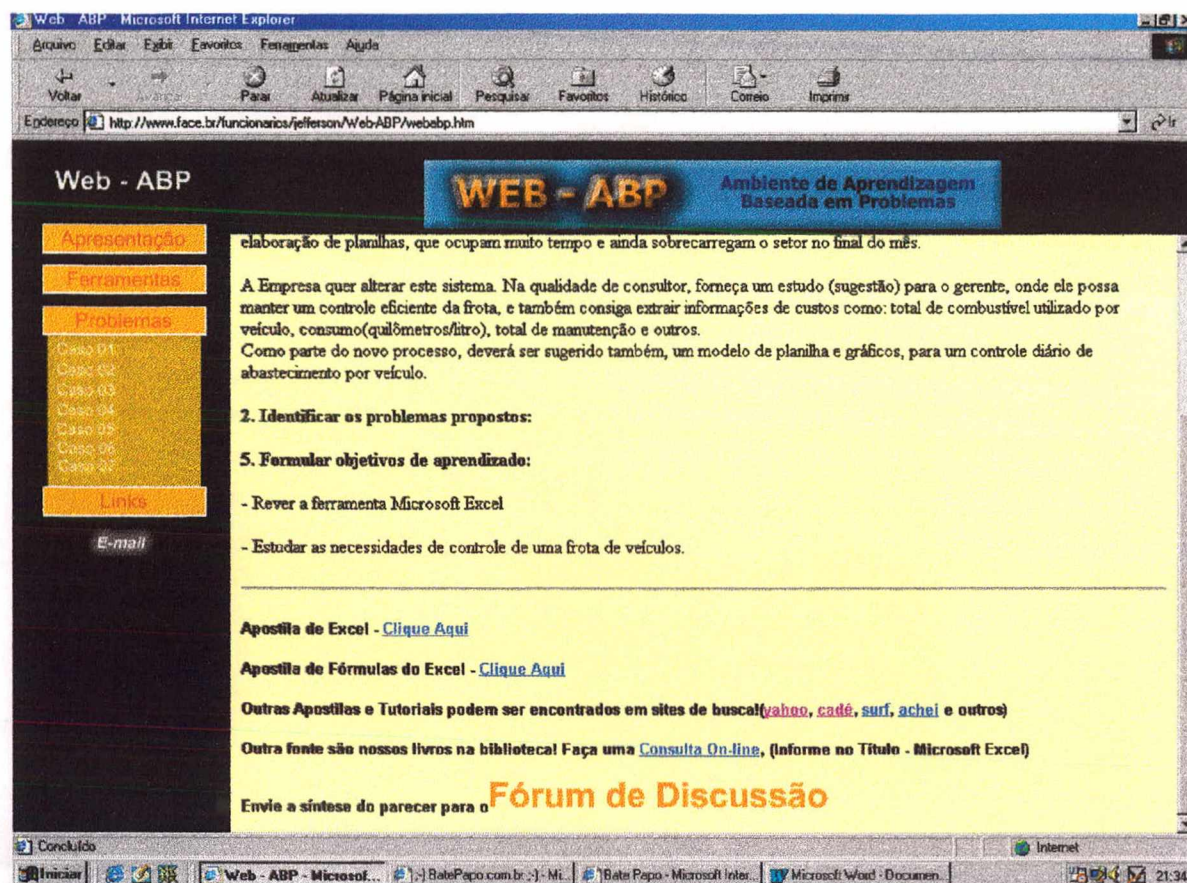 Web - ABP - Microsoft Internet Explorer
Arquivo Editar Exibir Favoritos Ferramentas Ajuda
Voltar Avançar Parar Atualizar Página inicial Pesquisar Favoritos Histórico Correio Imprimir
Endereço http://www.face.br/funcionarios/jefferson/Web-ABP/webabp.htm Ir
Web - ABP
WEB - ABP
Ambiente de Aprendizagem
Baseada em Problemas
Apresentação
Ferramentas
Problemas
Caso 01
Caso 02
Caso 03
Caso 04
Caso 05
Caso 06
Caso 07
Links
E-mail
elaboração de planilhas, que ocupam muito tempo e ainda sobrecarregam o setor no final do mês.
A Empresa quer alterar este sistema. Na qualidade de consultor, forneça um estudo (sugestão) para o gerente, onde ele possa
manter um controle eficiente da frota, e também consiga extrair informações de custos como: total de combustível utilizado por
veículo, consumo(quilômetros/litro), total de manutenção e outros.
Como parte do novo processo, deverá ser sugerido também, um modelo de planilha e gráficos, para um controle diário de
abastecimento por veículo.
2. Identificar os problemas propostos:
5. Formular objetivos de aprendizado:
- Rever a ferramenta Microsoft Excel
- Estudar as necessidades de controle de uma frota de veículos.
Apostila de Excel - Clique Aqui
Apostila de Fórmulas do Excel - Clique Aqui
Outras Apostilas e Tutoriais podem ser encontrados em sites de busca!(yahoo, cadé, surf, achei e outros)
Outra fonte são nossos livros na biblioteca! Faça uma Consulta On-line, (Informe no Título - Microsoft Excel)
Envie a síntese do parecer para o Fórum de Discussão
Concluído Internet
Iniciar Web - ABP - Microsof... ;-) BatePapo.com.br ;-) - Mi... Bate Papo - Microsoft Inter... Microsoft Word - Documen... 21:34